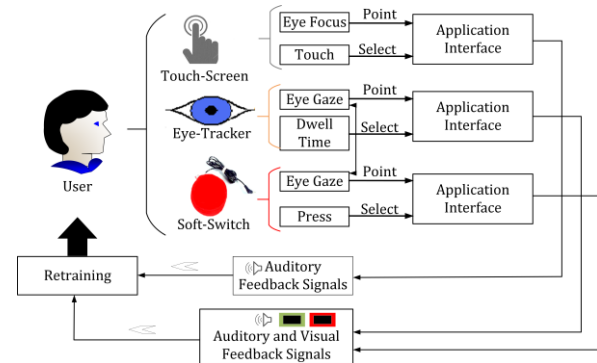 Eye Focus
Point
Touch
Select
Application
Interface
Touch-Screen
Eye Gaze
Point
Dwell
Time
Select
Application
Interface
Eye-Tracker
User
Eye Gaze
Point
Press
Select
Application
Interface
Soft-Switch
Retraining
Auditory
Feedback Signals
Auditory and Visual
Feedback Signals